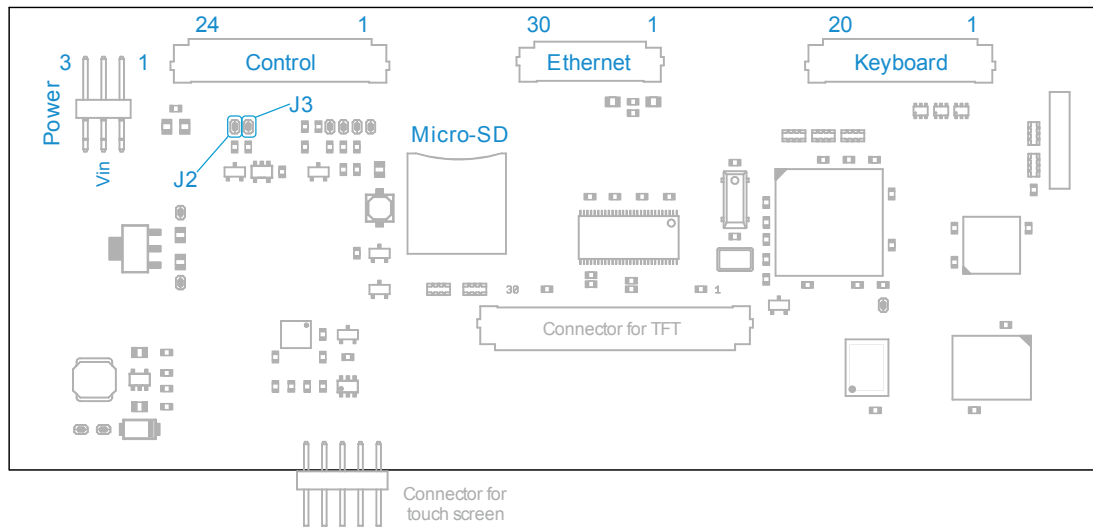 24 1 30 1 20 1
Control Ethernet Keyboard
3 1
Power
J3
Micro-SD
Vin
J2
30 1
Connector for TFT
Connector for
touch screen